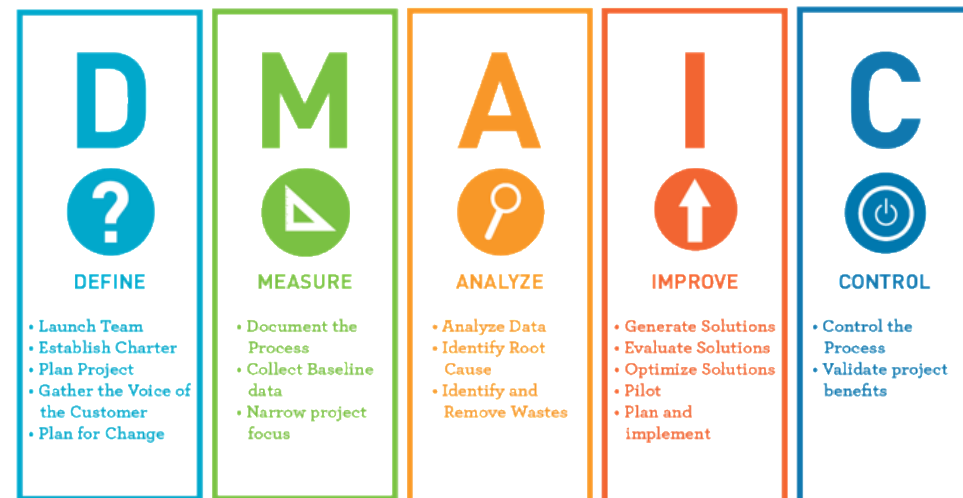 D
?
DEFINE
• Launch Team
• Establish Charter
• Plan Project
• Gather the Voice of
the Customer
• Plan for Change
M
MEASURE
• Document the
Process
• Collect Baseline
data
• Narrow project
focus
A
ANALYZE
• Analyze Data
• Identify Root
Cause
• Identify and
Remove Wastes
I
IMPROVE
• Generate Solutions
• Evaluate Solutions
• Optimize Solutions
• Pilot
• Plan and
implement
C
CONTROL
• Control the
Process
• Validate project
benefits